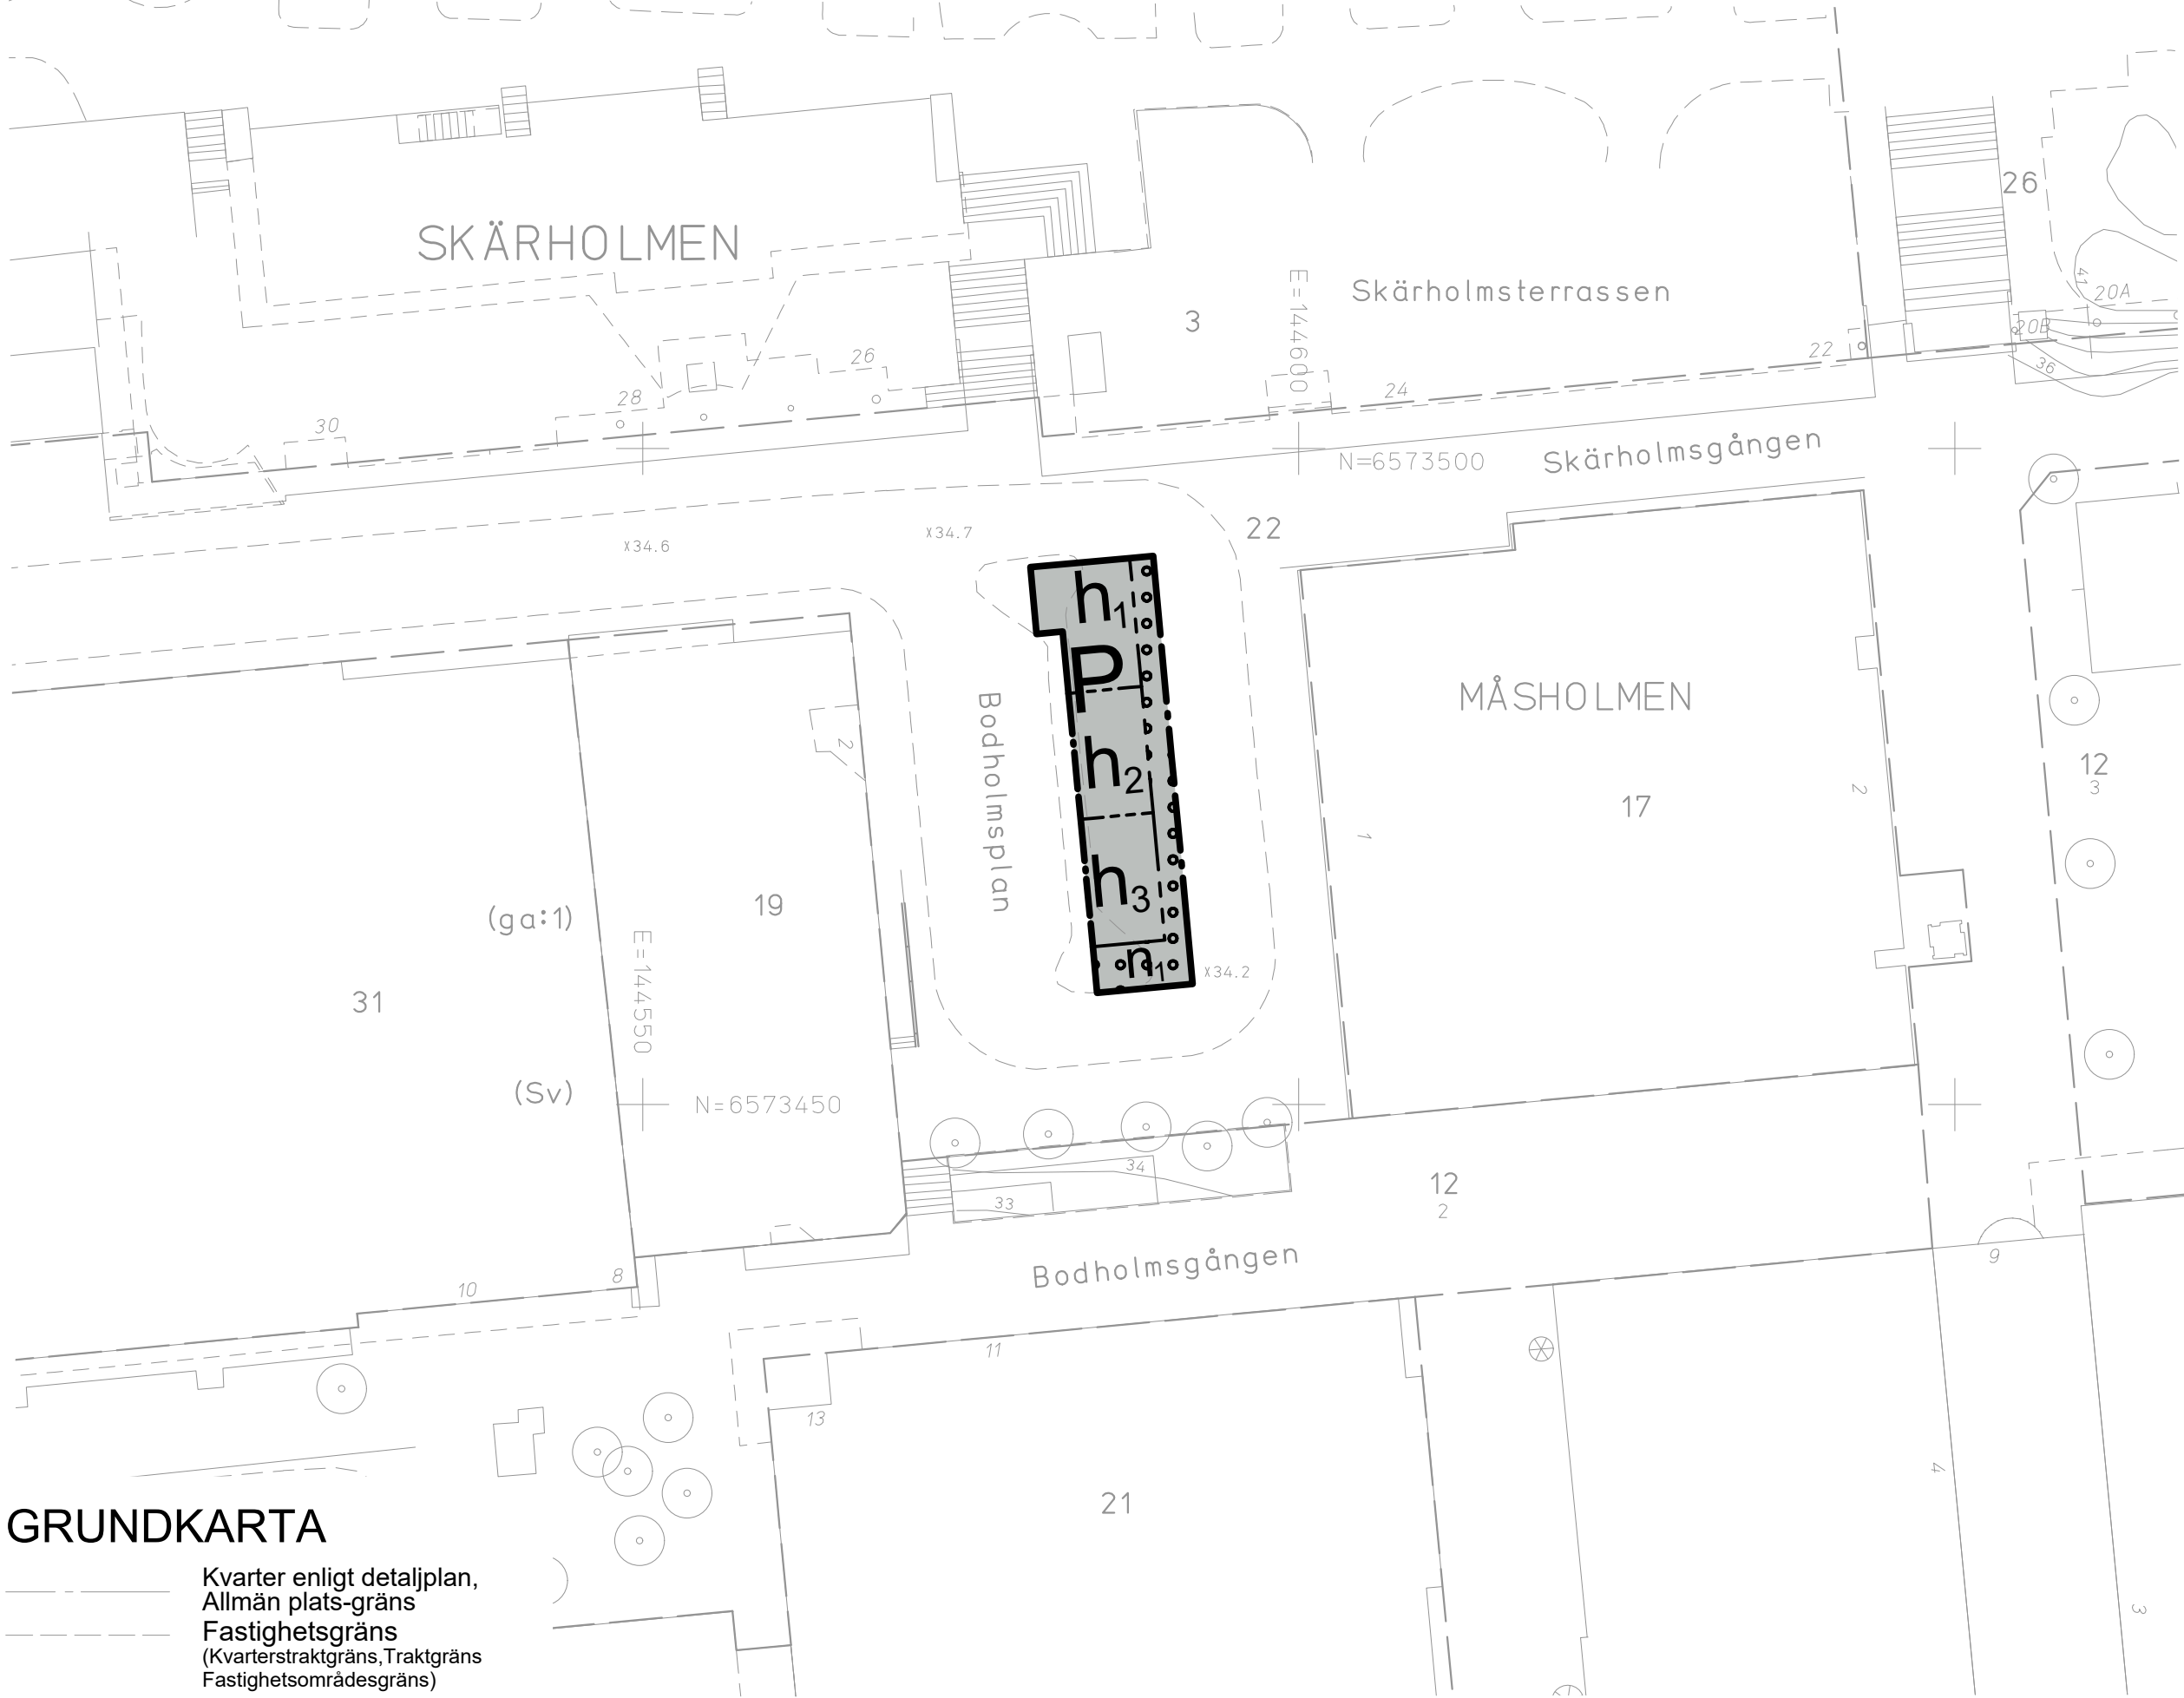 26
SKÄRHOLMEN
41
Skärholmsterrassen
E=144600
20A
3
20B
22
26
36
24
28
30
Skärholmsgången
N=6573500
22
X34.7
X34.6
h1
P
MÅSHOLMEN
Bodholmsplan
2
h2
12
3
2
17
1
h3
19
(ga:1)
E=144550
n1
X34.2
31
(Sv)
N=6573450
34
12
2
33
Bodholmsgången
9
8
10
11
13
4
21
GRUNDKARTA
Kvarter enligt detaljplan,
Allmän plats-gräns
Fastighetsgräns
(Kvarterstraktgräns,Traktgräns
Fastighetsområdesgräns)
3